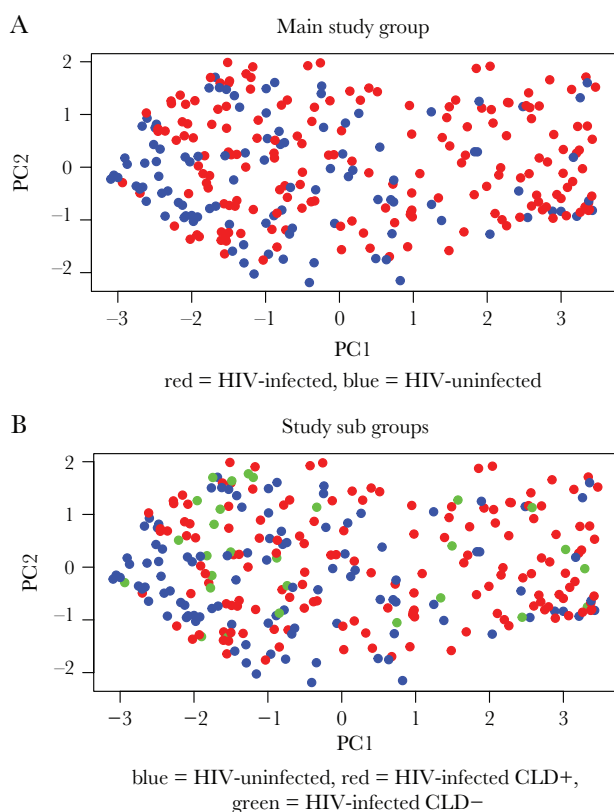 A
Main study group
2
1
0
−1
−2
PC2
−3 −2 −1 0 1 2 3
PC1
red = HIV-infected, blue = HIV-uninfected
B
Study sub groups
2
1
0
−1
−2
PC2
−3 −2 −1 0 1 2 3
PC1
blue = HIV-uninfected, red = HIV-infected CLD+,
green = HIV-infected CLD−